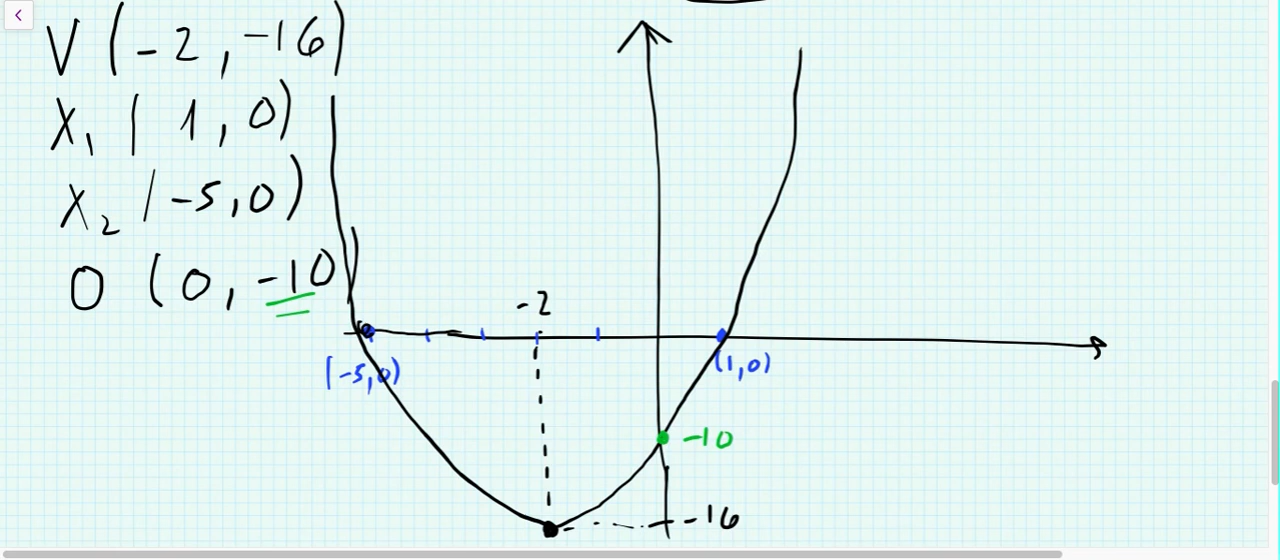 V (-2, -16)
X₁ (1, 0)
X₂ (-5, 0)
O (0, -10)
-2
(-5,0)
(1,0)
-10
-16